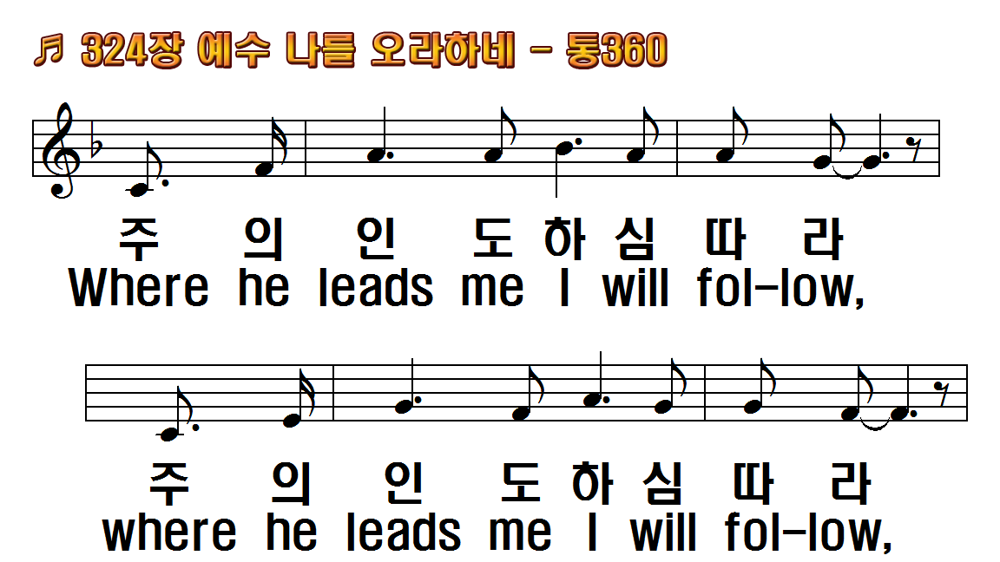 ♬ 324장 예수 나를 오라하네 - 통360
주 의 인 도 하 심 따 라
Where he leads me I will fol-low,
주 의 인 도 하 심 따 라
where he leads me I will fol-low,